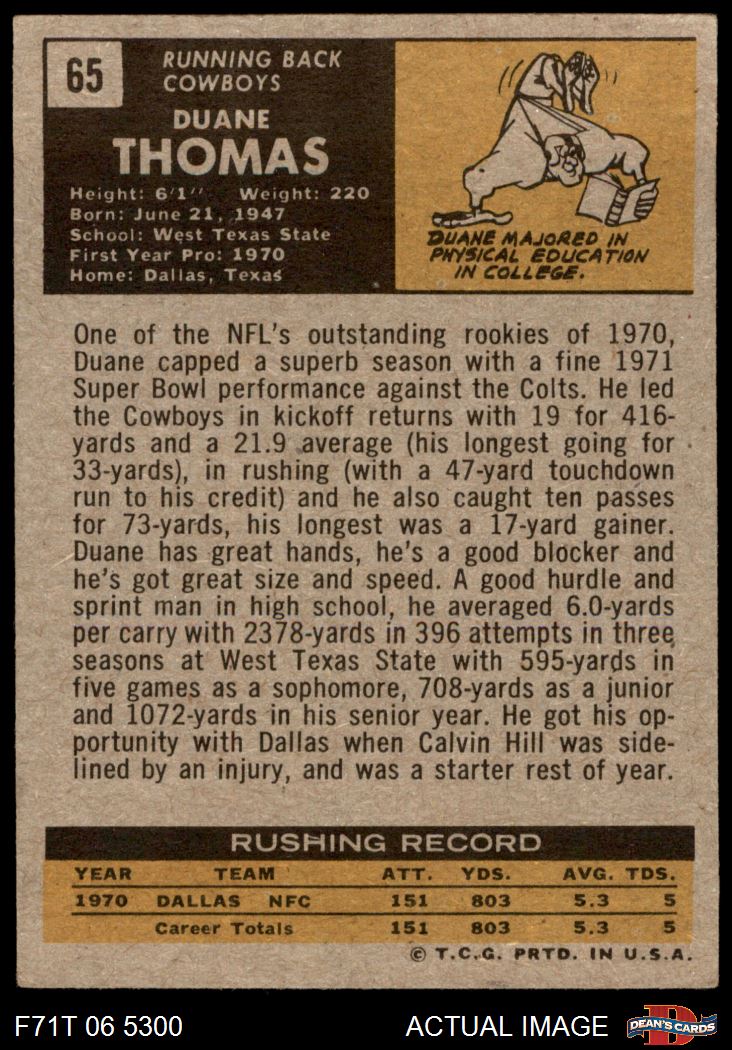 65
RUNNING BACK
COWBOYS
DUANE
THOMAS
Height: 6'1" Weight: 220
Born: June 21, 1947
School: West Texas State
First Year Pro: 1970
Home: Dallas, Texas
DUANE MAJORED IN
PHYSICAL EDUCATION
IN COLLEGE.
One of the NFL's outstanding rookies of 1970,
Duane capped a superb season with a fine 1971
Super Bowl performance against the Colts. He led
the Cowboys in kickoff returns with 19 for 416-
yards and a 21.9 average (his longest going for
33-yards), in rushing (with a 47-yard touchdown
run to his credit) and he also caught ten passes
for 73-yards, his longest was a 17-yard gainer.
Duane has great hands, he's a good blocker and
he's got great size and speed. A good hurdle and
sprint man in high school, he averaged 6.0-yards
per carry with 2378-yards in 396 attempts in three
seasons at West Texas State with 595-yards in
five games as a sophomore, 708-yards as a junior
and 1072-yards in his senior year. He got his op-
portunity with Dallas when Calvin Hill was side-
lined by an injury, and was a starter rest of year.
RUSHING RECORD
YEAR TEAM ATT. YDS. AVG. TDS.
1970 DALLAS NFC 151 803 5.3 5
Career Totals 151 803 5.3 5
© T.C.G. PRTD. IN U.S.A.
F71T 06 5300 ACTUAL IMAGE
D
DEAN'S CARDS